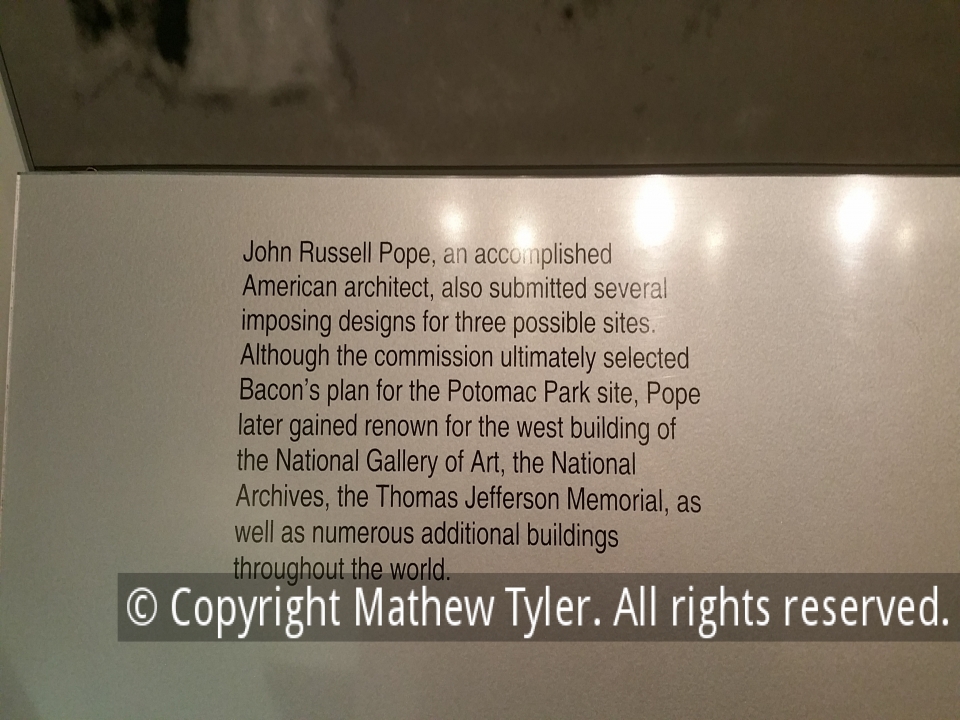 John Russell Pope, an accomplished
American architect, also submitted several
imposing designs for three possible sites.
Although the commission ultimately selected
Bacon's plan for the Potomac Park site, Pope
later gained renown for the west building of
the National Gallery of Art, the National
Archives, the Thomas Jefferson Memorial, as
well as numerous additional buildings
throughout the world.
© Copyright Mathew Tyler. All rights reserved.